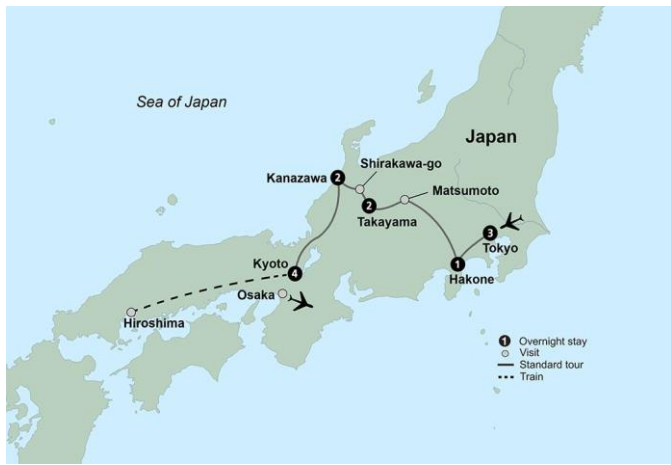 Sea of Japan
Japan
Shirakawa-go
Kanazawa 2
Matsumoto
2
Takayama
3
Tokyo
Kyoto
4
1
Hakone
Osaka
Hiroshima
1 Overnight stay
Visit
Standard tour
Train